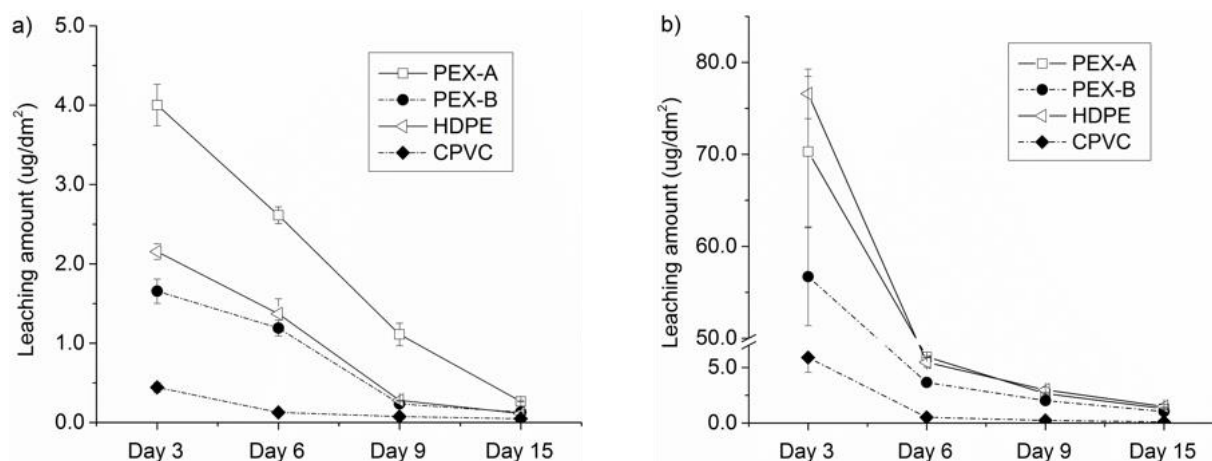 a)
5.0
4.0
3.0
2.0
1.0
0.0
Leaching amount (ug/dm²)
PEX-A
PEX-B
HDPE
CPVC
Day 3 Day 6 Day 9 Day 15
b)
80.0
70.0
60.0
50.0
5.0
0.0
Leaching amount (ug/dm²)
PEX-A
PEX-B
HDPE
CPVC
Day 3 Day 6 Day 9 Day 15